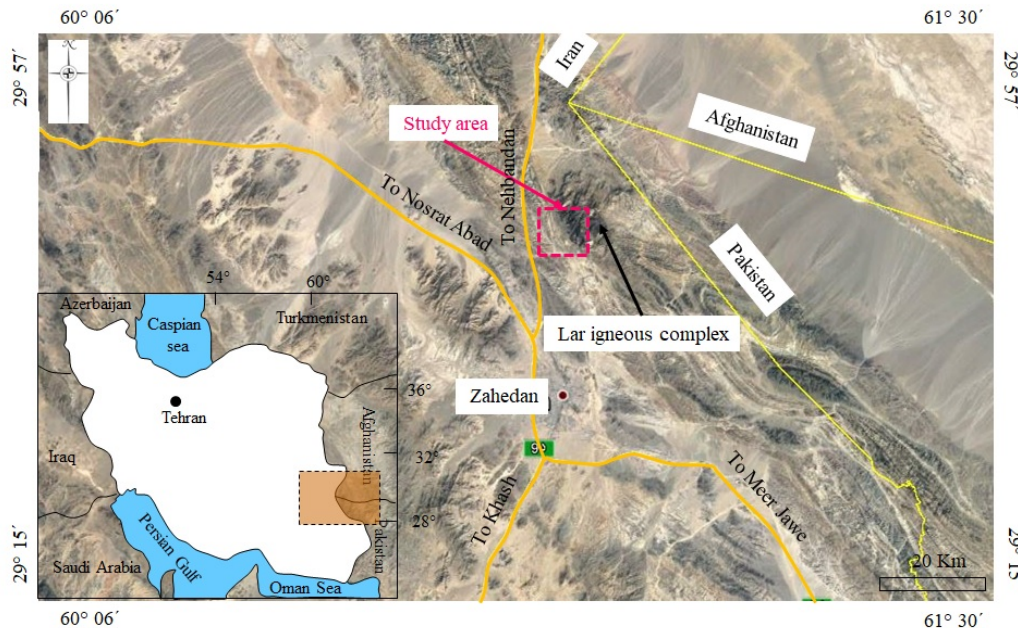 60° 06´
61° 30´
29° 57´
N
Iran
29° 57´
Study area
Afghanistan
To Nosrat Abad
To Nehbandan
Pakistan
54°
60°
Azerbaijan
Caspian
sea
Turkmenistan
Lar igneous complex
36°
Zahedan
Tehran
Afghanistan
Iraq
32°
To Khash
To Meer Jawe
28°
Pakistan
Persian Gulf
29° 15´
29° 15´
Saudi Arabia
Oman Sea
20 Km
60° 06´
61° 30´